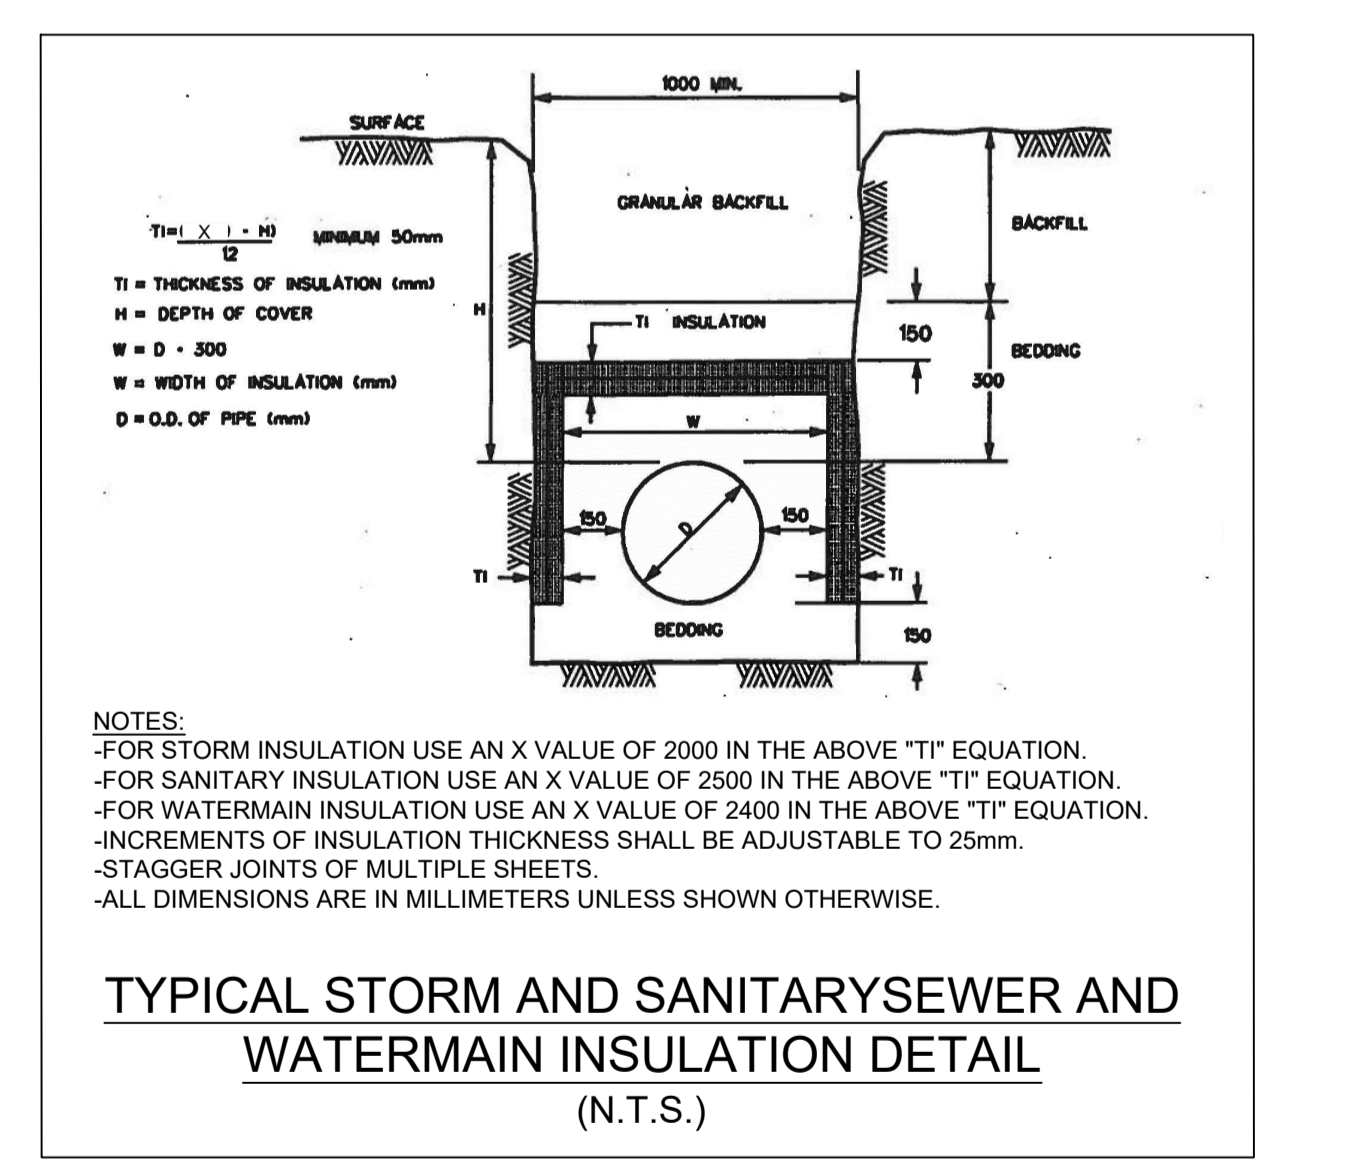 1000 MIN.
SURFACE
GRANULAR BACKFILL
BACKFILL
TI=( X ) - H)
12
MINIMUM 50mm
TI = THICKNESS OF INSULATION (mm)
H = DEPTH OF COVER
W = D • 300
W = WIDTH OF INSULATION (mm)
D = O.D. OF PIPE (mm)
H
TI INSULATION
150
BEDDING
300
W
150
D
150
TI
TI
BEDDING
150
NOTES:
-FOR STORM INSULATION USE AN X VALUE OF 2000 IN THE ABOVE "TI" EQUATION.
-FOR SANITARY INSULATION USE AN X VALUE OF 2500 IN THE ABOVE "TI" EQUATION.
-FOR WATERMAIN INSULATION USE AN X VALUE OF 2400 IN THE ABOVE "TI" EQUATION.
-INCREMENTS OF INSULATION THICKNESS SHALL BE ADJUSTABLE TO 25mm.
-STAGGER JOINTS OF MULTIPLE SHEETS.
-ALL DIMENSIONS ARE IN MILLIMETERS UNLESS SHOWN OTHERWISE.
TYPICAL STORM AND SANITARYSEWER AND
WATERMAIN INSULATION DETAIL
(N.T.S.)